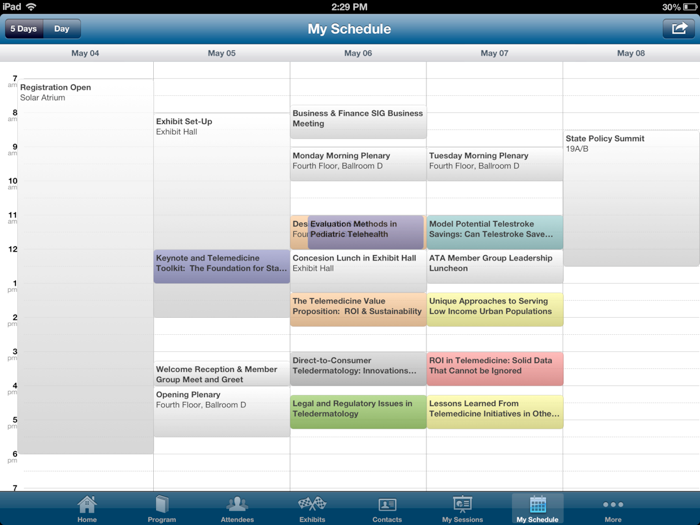 iPad
2:29 PM
30%
5 Days
Day
My Schedule
May 04
May 05
May 06
May 07
May 08
7
am
8
am
9
am
10
am
11
am
12
1
pm
2
pm
3
pm
4
pm
5
pm
6
pm
7
Registration Open
Solar Atrium
Exhibit Set-Up
Exhibit Hall
Keynote and Telemedicine
Toolkit: The Foundation for Sta...
Welcome Reception & Member
Group Meet and Greet
Opening Plenary
Fourth Floor, Ballroom D
Business & Finance SIG Business
Meeting
Monday Morning Plenary
Fourth Floor, Ballroom D
Des
Four
Evaluation Methods in
Pediatric Telehealth
Concesion Lunch in Exhibit Hall
Exhibit Hall
The Telemedicine Value
Proposition: ROI & Sustainability
Direct-to-Consumer
Teledermatology: Innovations...
Legal and Regulatory Issues in
Teledermatology
Tuesday Morning Plenary
Fourth Floor, Ballroom D
Model Potential Telestroke
Savings: Can Telestroke Save...
ATA Member Group Leadership
Luncheon
Unique Approaches to Serving
Low Income Urban Populations
ROI in Telemedicine: Solid Data
That Cannot be Ignored
Lessons Learned From
Telemedicine Initiatives in Othe...
State Policy Summit
19A/B
Home
Program
Attendees
Exhibits
Contacts
My Sessions
My Schedule
More